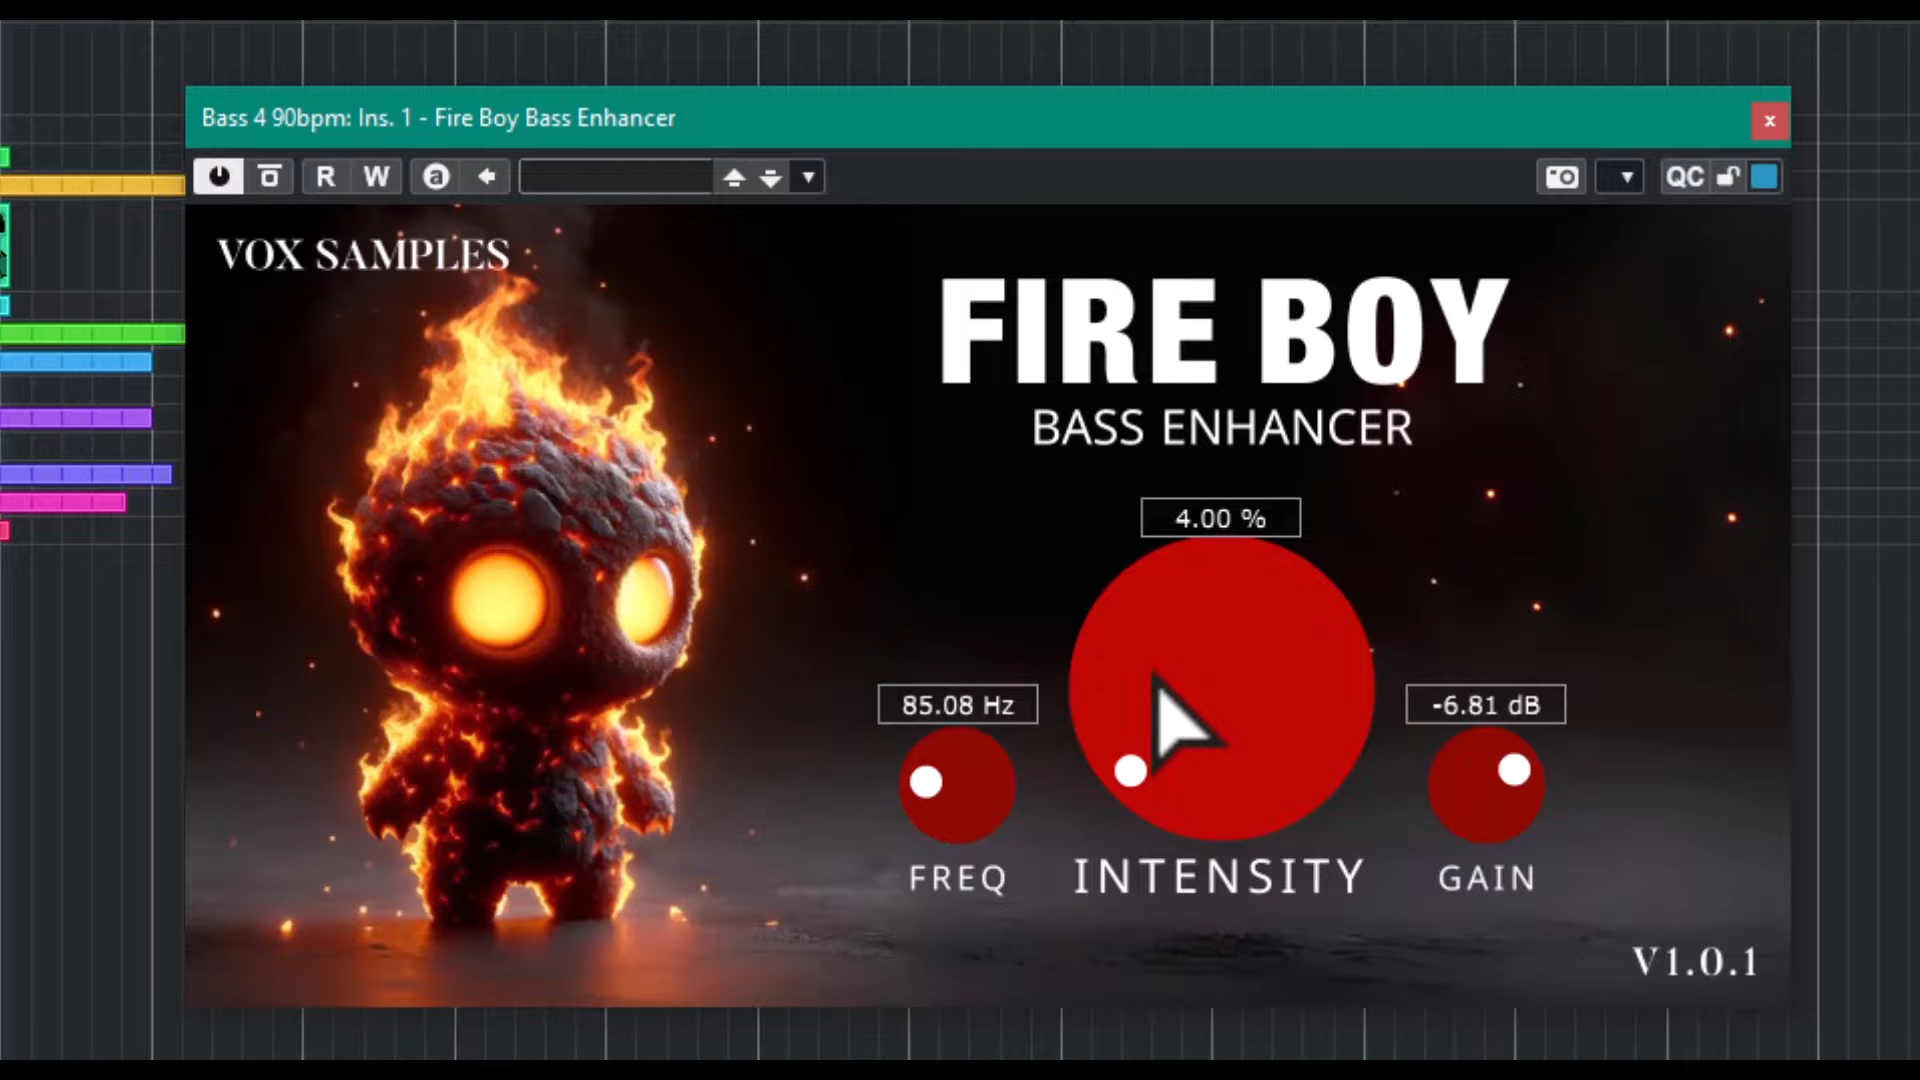 Bass 4 90bpm: Ins. 1 - Fire Boy Bass Enhancer
x
R W a QC
VOX SAMPLES
FIRE BOY
BASS ENHANCER
4.00 %
85.08 Hz
-6.81 dB
FREQ
INTENSITY
GAIN
V1.0.1